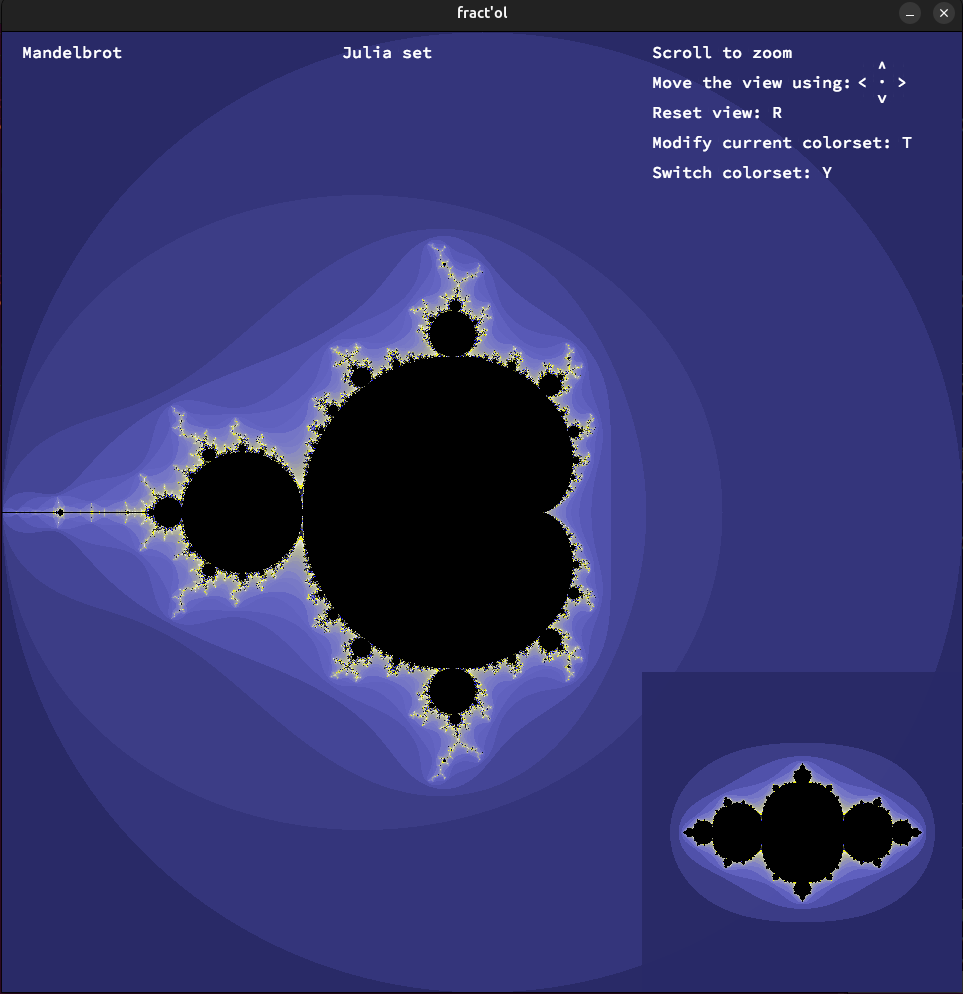 fract'ol
Mandelbrot
Julia set
Scroll to zoom
^
Move the view using: < · >
v
Reset view: R
Modify current colorset: T
Switch colorset: Y